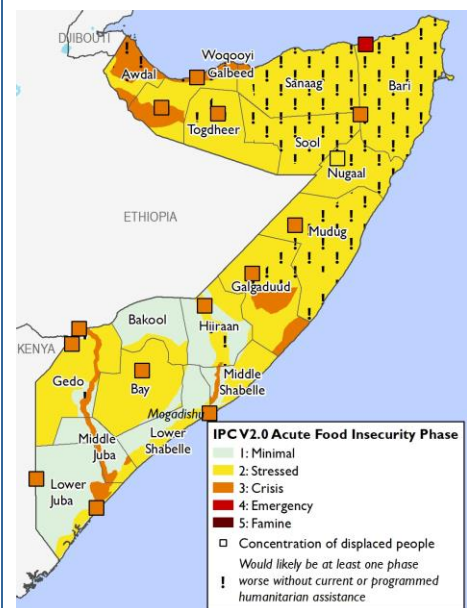 DJIBOUTI
Woqooyi
Galbeed
Awdal
Sanaag
Bari
Togdheer
Sool
Nugaal
ETHIOPIA
Mudug
Galgaduud
Bakool
Hiiraan
KENYA
Gedo
Bay
Middle
Shabelle
Mogadishu
Lower
Shabelle
Middle
Juba
Lower
Juba
IPC V2.0 Acute Food Insecurity Phase
1: Minimal
2: Stressed
3: Crisis
4: Emergency
5: Famine
Concentration of displaced people
Would likely be at least one phase
! worse without current or programmed
humanitarian assistance